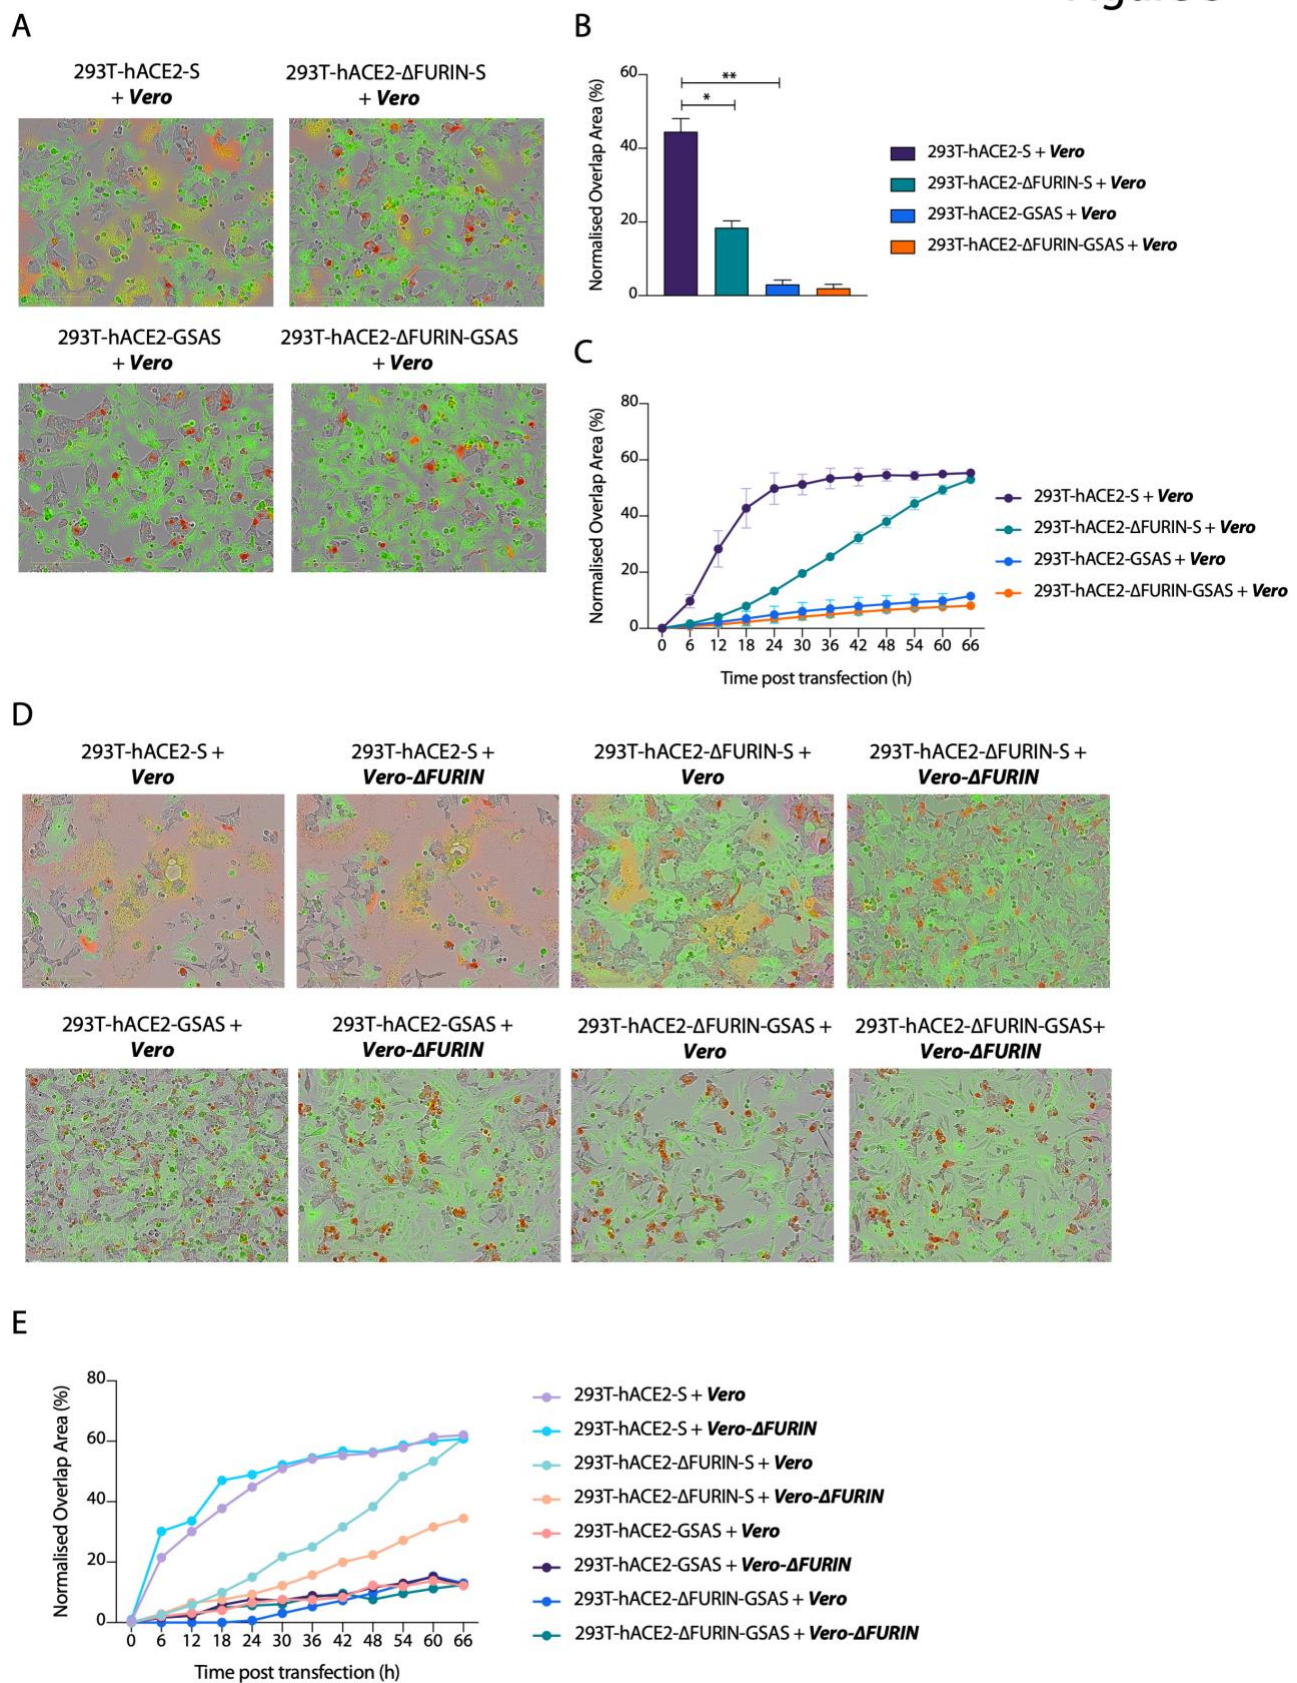 A
293T-hACE2-S
+ Vero
293T-hACE2-ΔFURIN-S
+ Vero
293T-hACE2-GSAS
+ Vero
293T-hACE2-ΔFURIN-GSAS
+ Vero
B
Normalised Overlap Area (%)
60
40
20
0
**
*
293T-hACE2-S + Vero
293T-hACE2-ΔFURIN-S + Vero
293T-hACE2-GSAS + Vero
293T-hACE2-ΔFURIN-GSAS + Vero
C
Normalised Overlap Area (%)
80
60
40
20
0
0 6 12 18 24 30 36 42 48 54 60 66
Time post transfection (h)
293T-hACE2-S + Vero
293T-hACE2-ΔFURIN-S + Vero
293T-hACE2-GSAS + Vero
293T-hACE2-ΔFURIN-GSAS + Vero
D
293T-hACE2-S +
Vero
293T-hACE2-S +
Vero-ΔFURIN
293T-hACE2-ΔFURIN-S +
Vero
293T-hACE2-ΔFURIN-S +
Vero-ΔFURIN
293T-hACE2-GSAS +
Vero
293T-hACE2-GSAS +
Vero-ΔFURIN
293T-hACE2-ΔFURIN-GSAS +
Vero
293T-hACE2-ΔFURIN-GSAS+
Vero-ΔFURIN
E
Normalised Overlap Area (%)
80
60
40
20
0
0 6 12 18 24 30 36 42 48 54 60 66
Time post transfection (h)
293T-hACE2-S + Vero
293T-hACE2-S + Vero-ΔFURIN
293T-hACE2-ΔFURIN-S + Vero
293T-hACE2-ΔFURIN-S + Vero-ΔFURIN
293T-hACE2-GSAS + Vero
293T-hACE2-GSAS + Vero-ΔFURIN
293T-hACE2-ΔFURIN-GSAS + Vero
293T-hACE2-ΔFURIN-GSAS + Vero-ΔFURIN